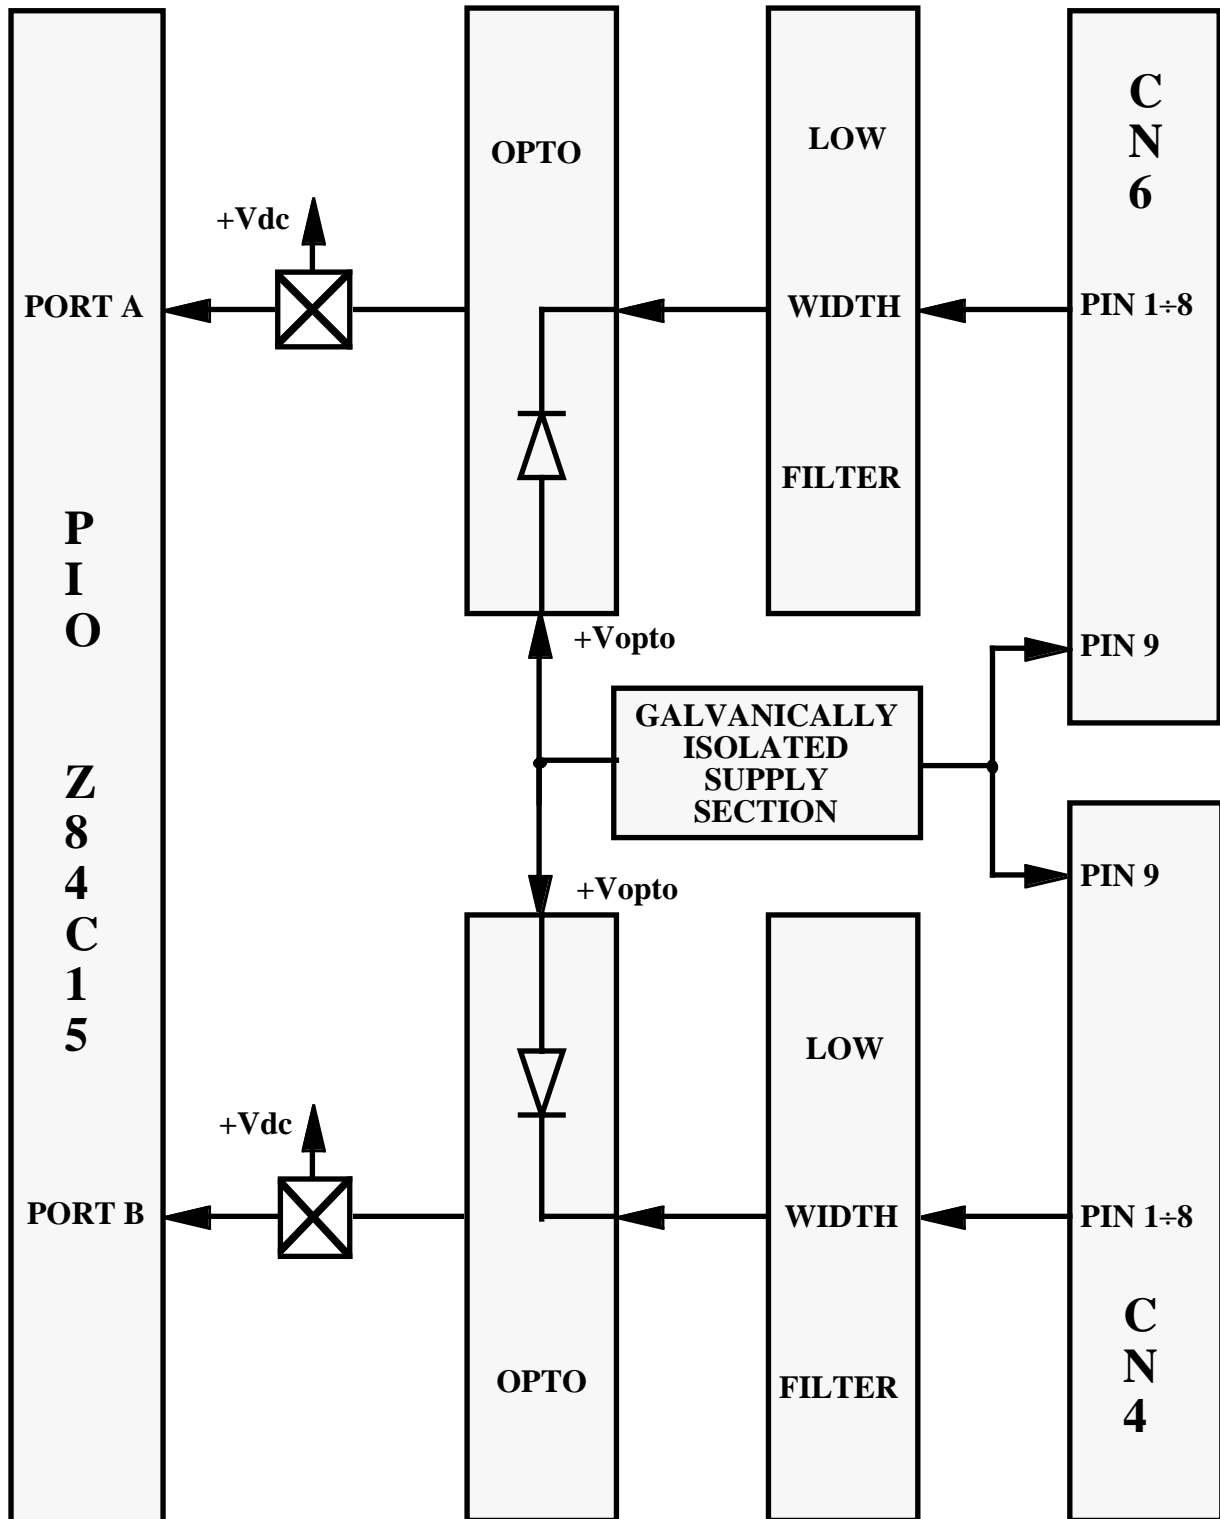 C
N
6
OPTO
LOW
+Vdc
PORT A
WIDTH
PIN 1÷8
FILTER
P
I
O
+Vopto
PIN 9
GALVANICALLY
ISOLATED
SUPPLY
SECTION
Z
8
4
C
1
5
+Vopto
PIN 9
LOW
+Vdc
PORT B
WIDTH
PIN 1÷8
OPTO
FILTER
C
N
4